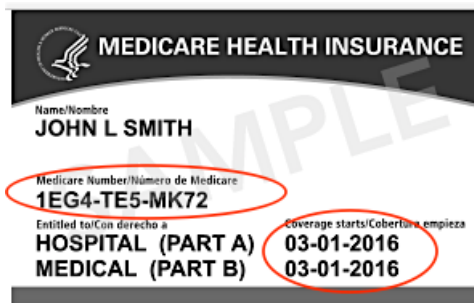 MEDICARE HEALTH INSURANCE
SAMPLE
Name/Nombre
JOHN L SMITH
Medicare Number/Número de Medicare
1EG4-TE5-MK72
Entitled to/Con derecho a Coverage starts/Cobertura empieza
HOSPITAL (PART A) 03-01-2016
MEDICAL (PART B) 03-01-2016